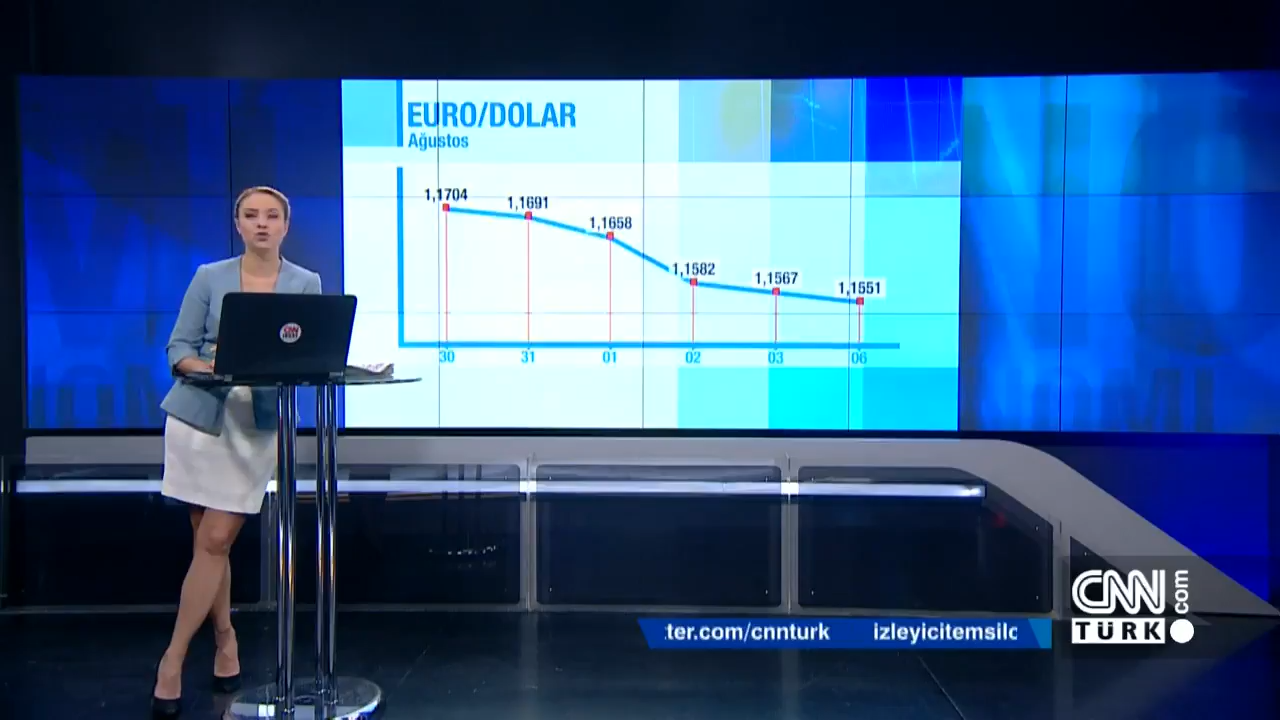 EURO/DOLAR
Ağustos
1,1704
1,1691
1,1658
1,1582
1,1567
1,1551
30 31 01 02 03 06
CNN
CNN
TÜRK.com
ter.com/cnnturk izleyicitemsilc